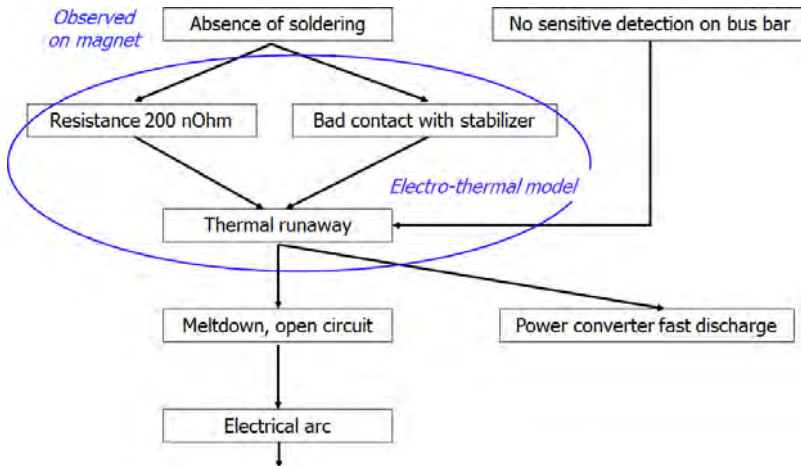 Observed
on magnet
Absence of soldering
No sensitive detection on bus bar
Resistance 200 nOhm
Bad contact with stabilizer
Electro-thermal model
Thermal runaway
Meltdown, open circuit
Power converter fast discharge
Electrical arc